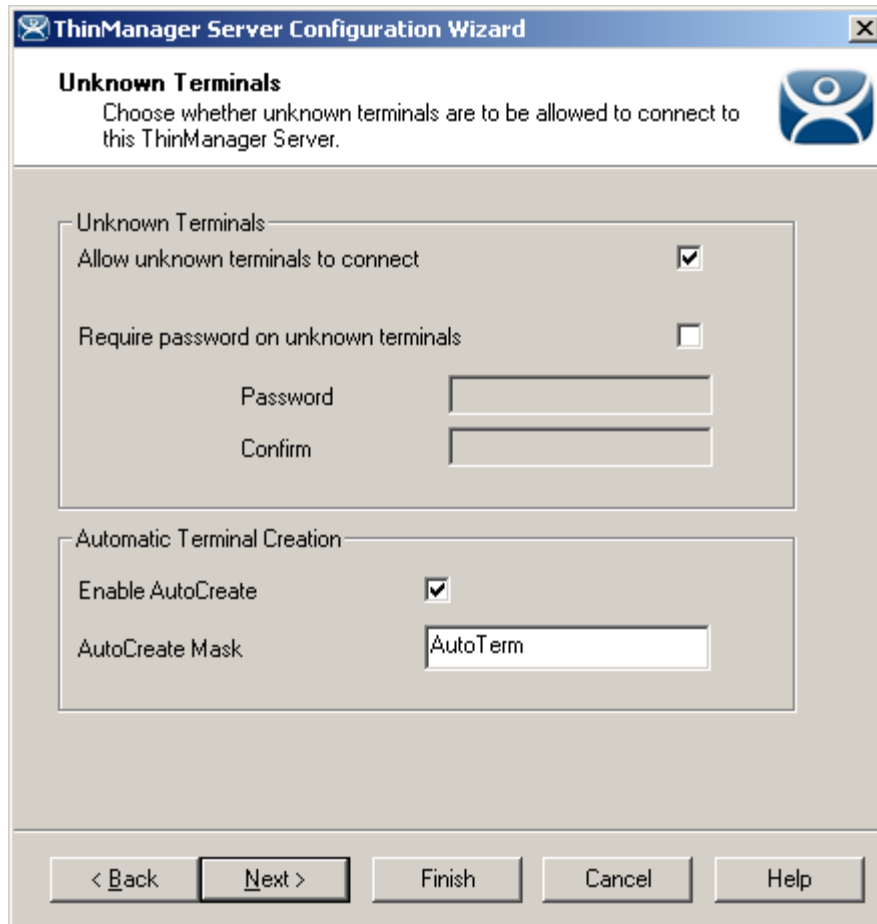 ThinManager Server Configuration Wizard
Unknown Terminals
Choose whether unknown terminals are to be allowed to connect to
this ThinManager Server.
Unknown Terminals
Allow unknown terminals to connect
Require password on unknown terminals
Password
Confirm
Automatic Terminal Creation
Enable AutoCreate
AutoCreate Mask AutoTerm
< Back Next > Finish Cancel Help